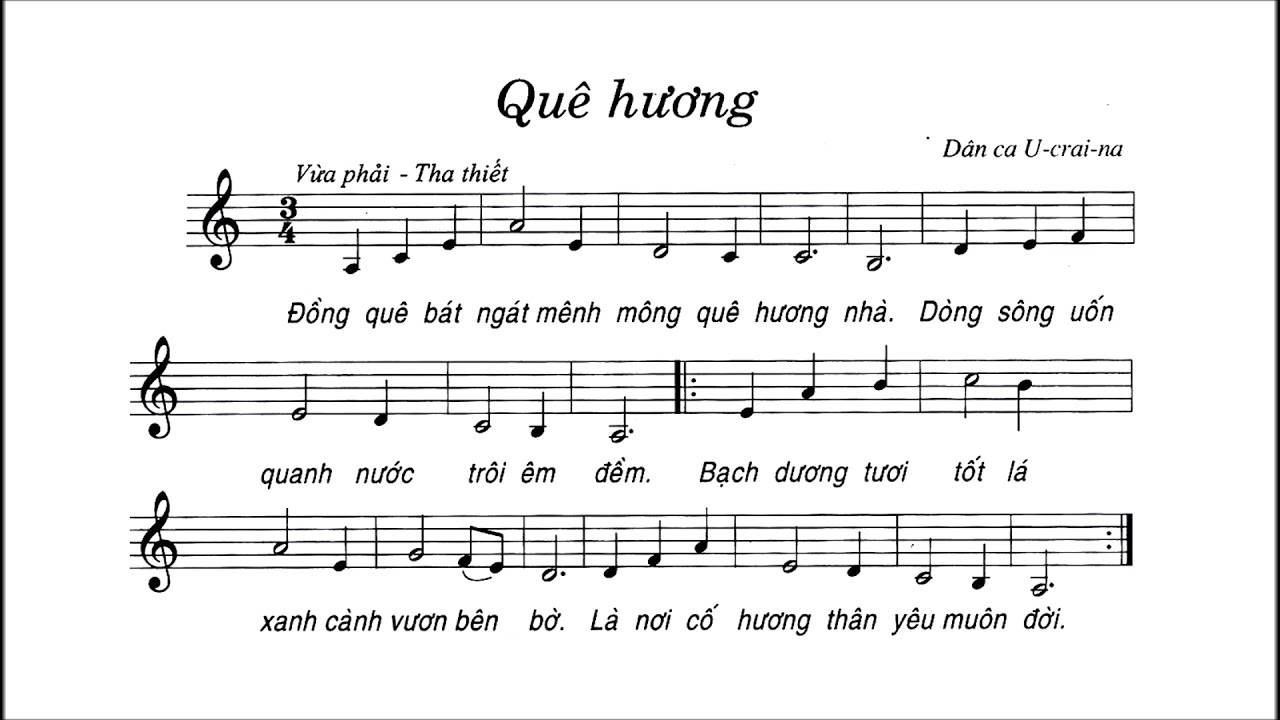 Quê hương
Dân ca U-crai-na
Vừa phải - Tha thiết
3
4
Đồng quê bát ngát mênh mông quê hương nhà. Dòng sông uốn
quanh nước trôi êm đềm. Bạch dương tươi tốt lá
xanh cành vươn bên bờ. Là nơi cố hương thân yêu muôn đời.